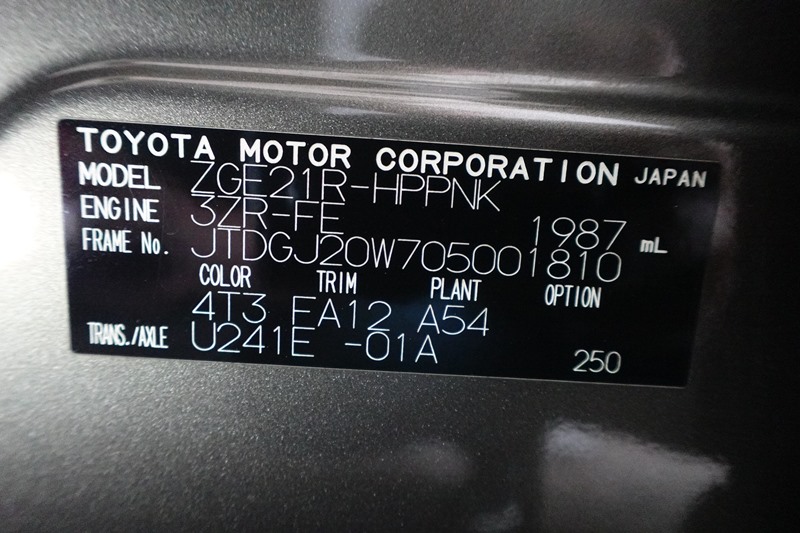 TOYOTA MOTOR CORPORATION JAPAN
MODEL ZGE21R-HPPNK
ENGINE 3ZR-FE 1987 mL
FRAME No. JTDGJ20W705001810
COLOR TRIM PLANT OPTION
4T3 EA12 A54
TRANS./AXLE U241E -01A 250